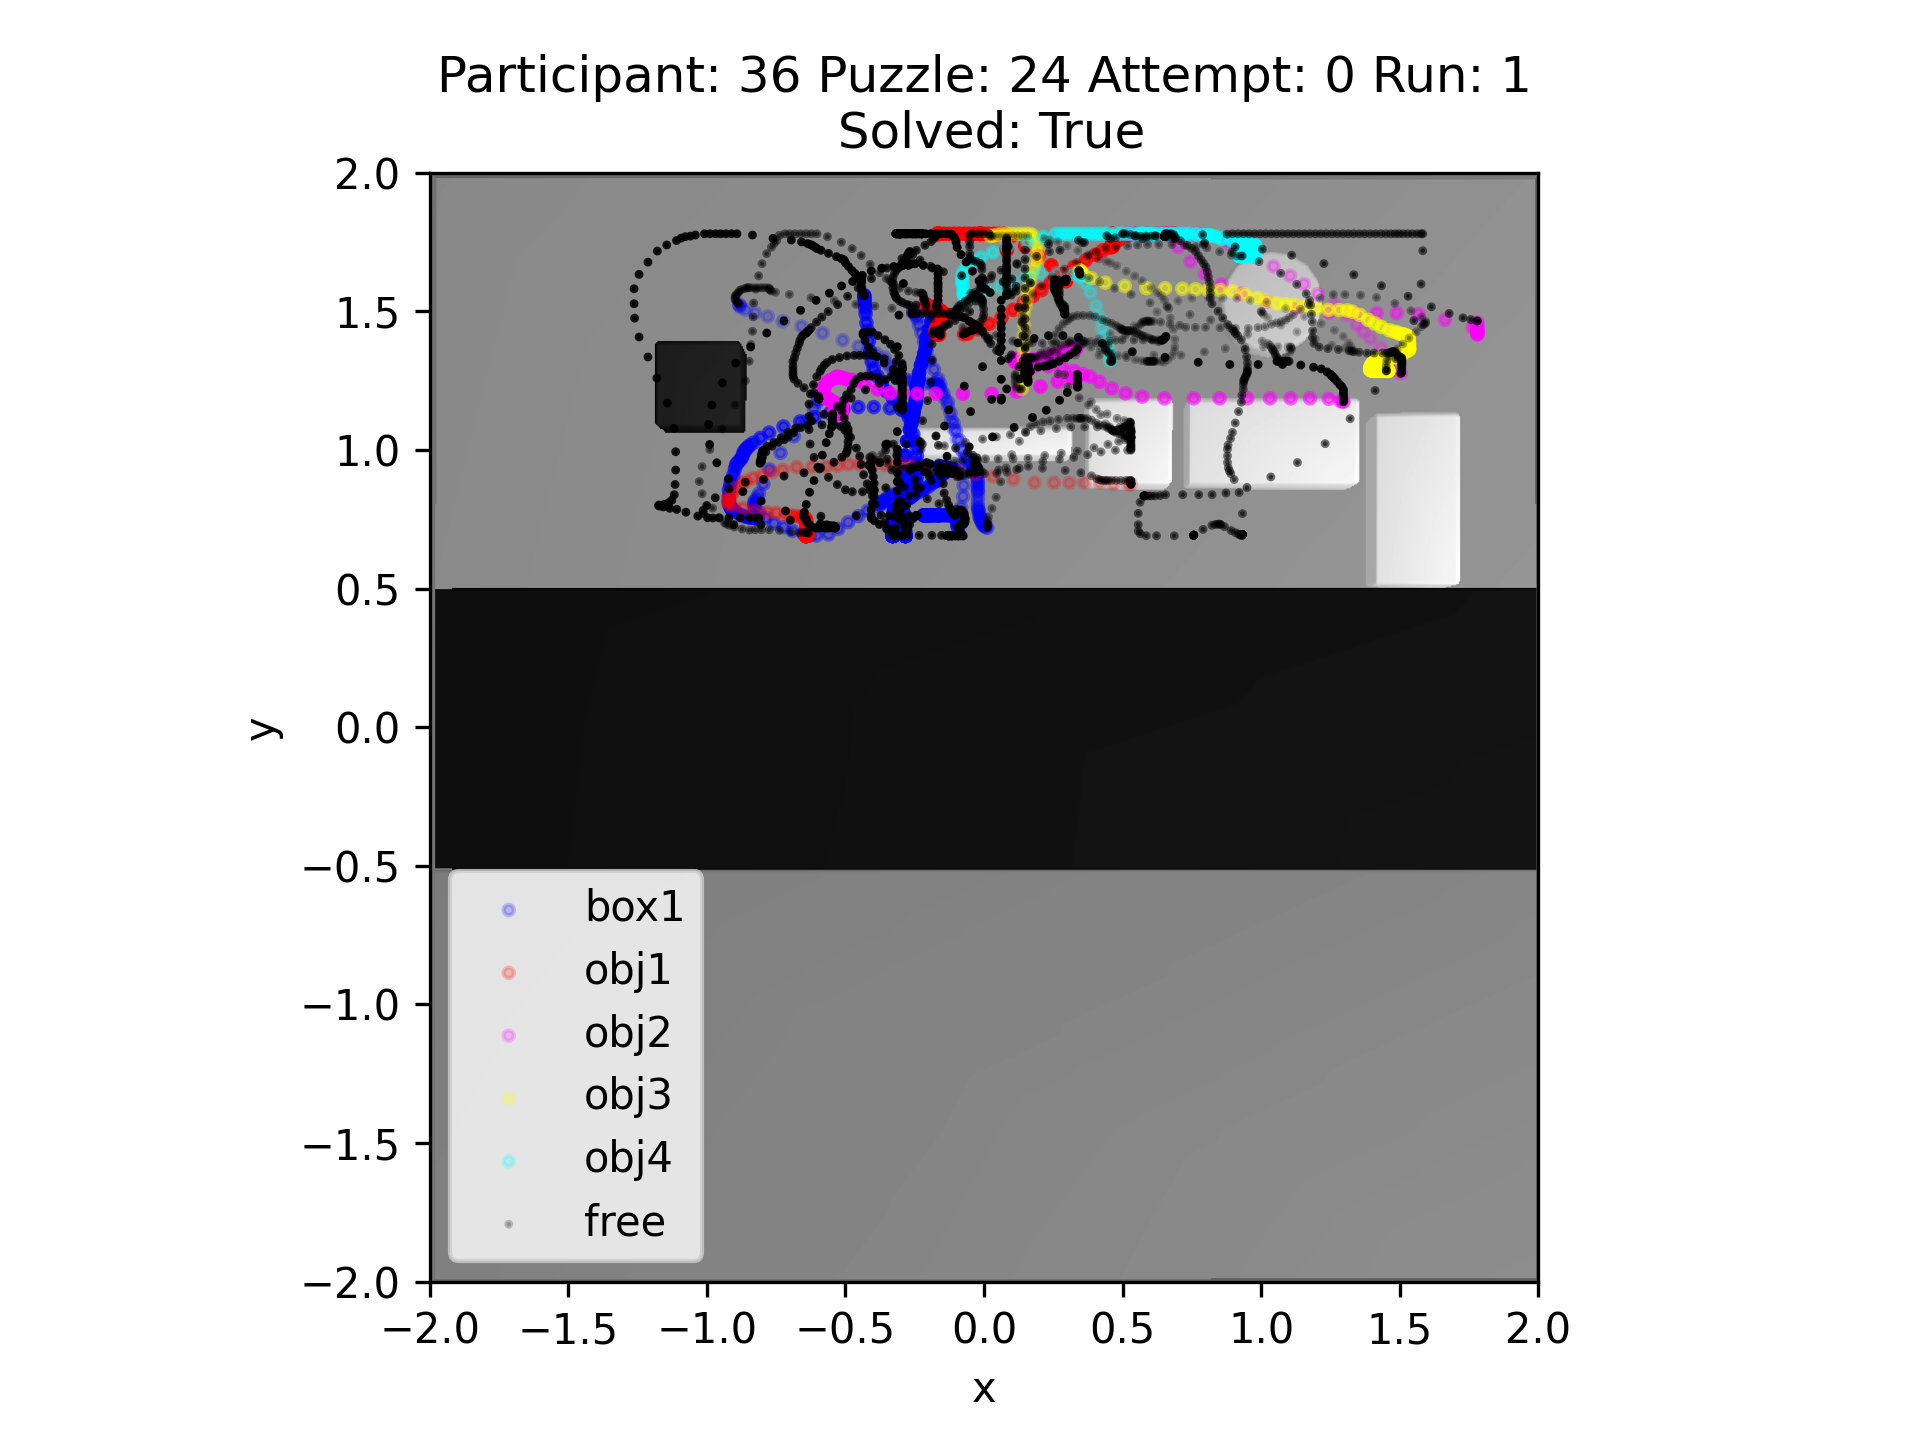 Participant: 36 Puzzle: 24 Attempt: 0 Run: 1
Solved: True
2.0
1.5
1.0
0.5
0.0
−0.5
−1.0
−1.5
−2.0
y
box1
obj1
obj2
obj3
obj4
free
−2.0 −1.5 −1.0 −0.5 0.0 0.5 1.0 1.5 2.0
x